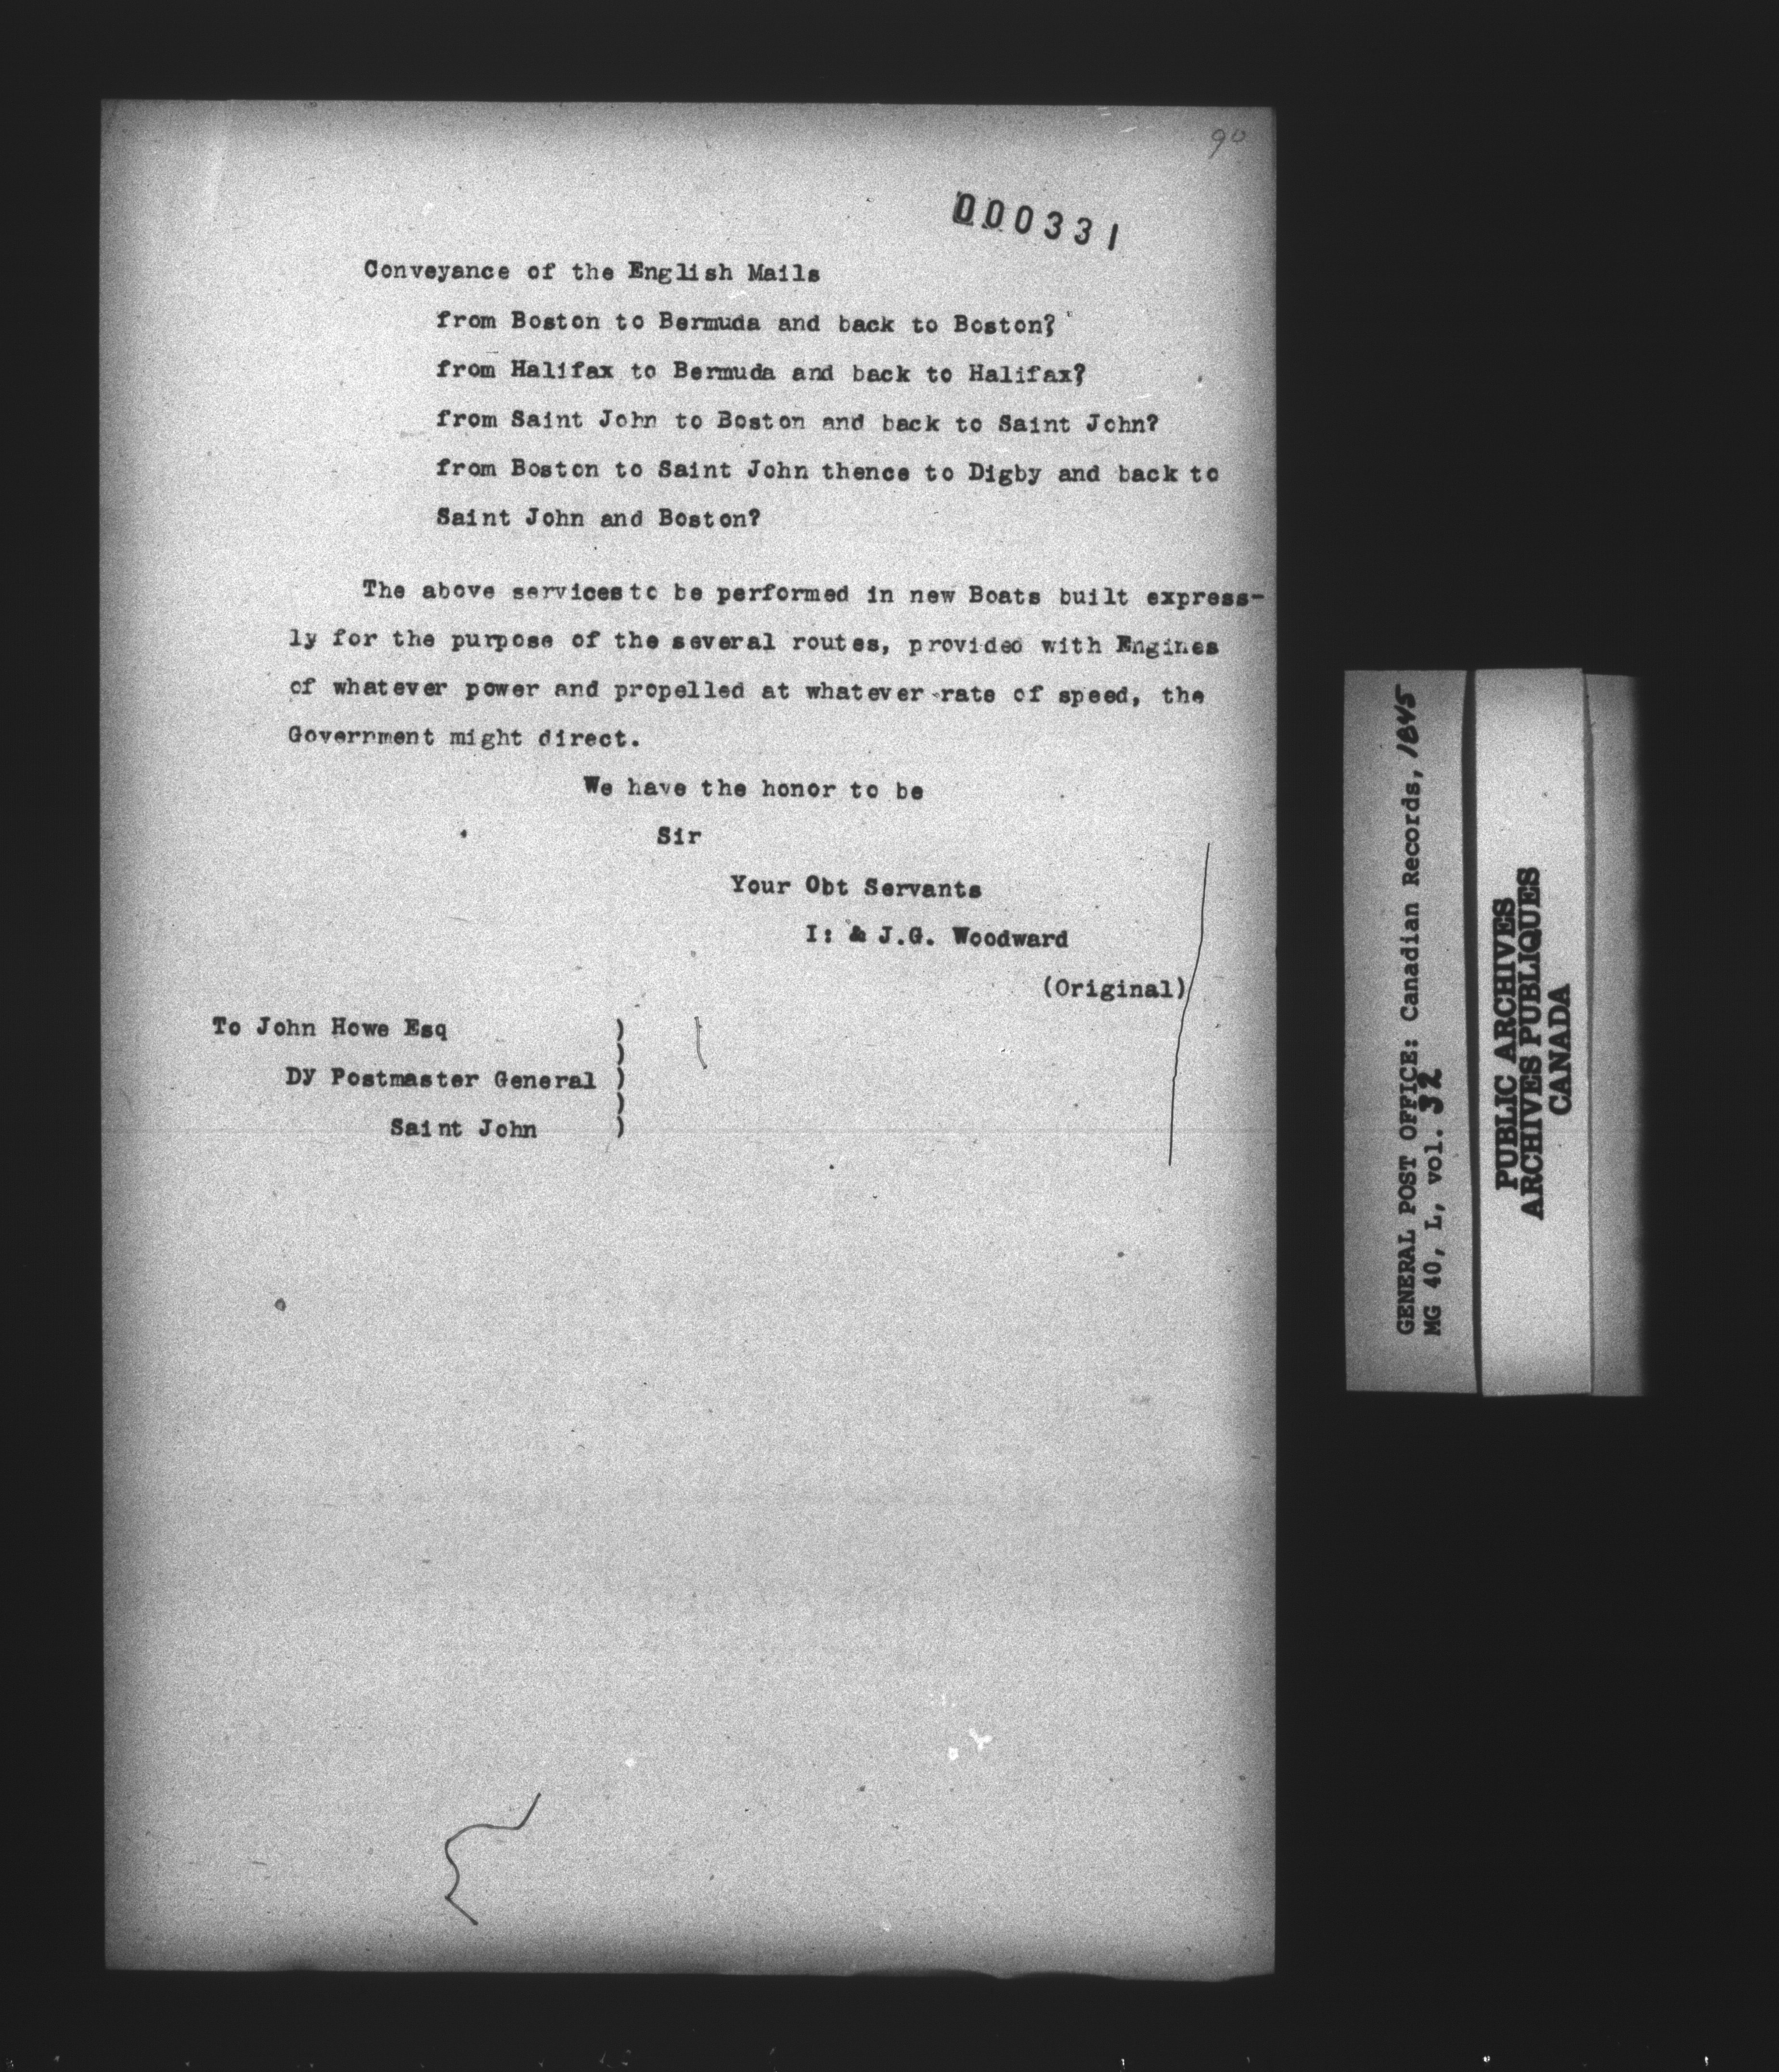 90
000331
Conveyance of the English Mails
from Boston to Bermuda and back to Boston?
from Halifax to Bermuda and back to Halifax?
from Saint John to Boston and back to Saint John?
from Boston to Saint John thence to Digby and back to
Saint John and Boston?
The above services to be performed in new Boats built express-
ly for the purpose of the several routes, provided with Engines
of whatever power and propelled at whatever rate of speed, the
Government might direct.
We have the honor to be
Sir
Your Obt Servants
I: & J.G. Woodward
(Original)
To John Howe Esq )
)
Dy Postmaster General )
)
Saint John )
GENERAL POST OFFICE: Canadian Records, 1845
MG 40, L, vol. 32
PUBLIC ARCHIVES
ARCHIVES PUBLIQUES
CANADA